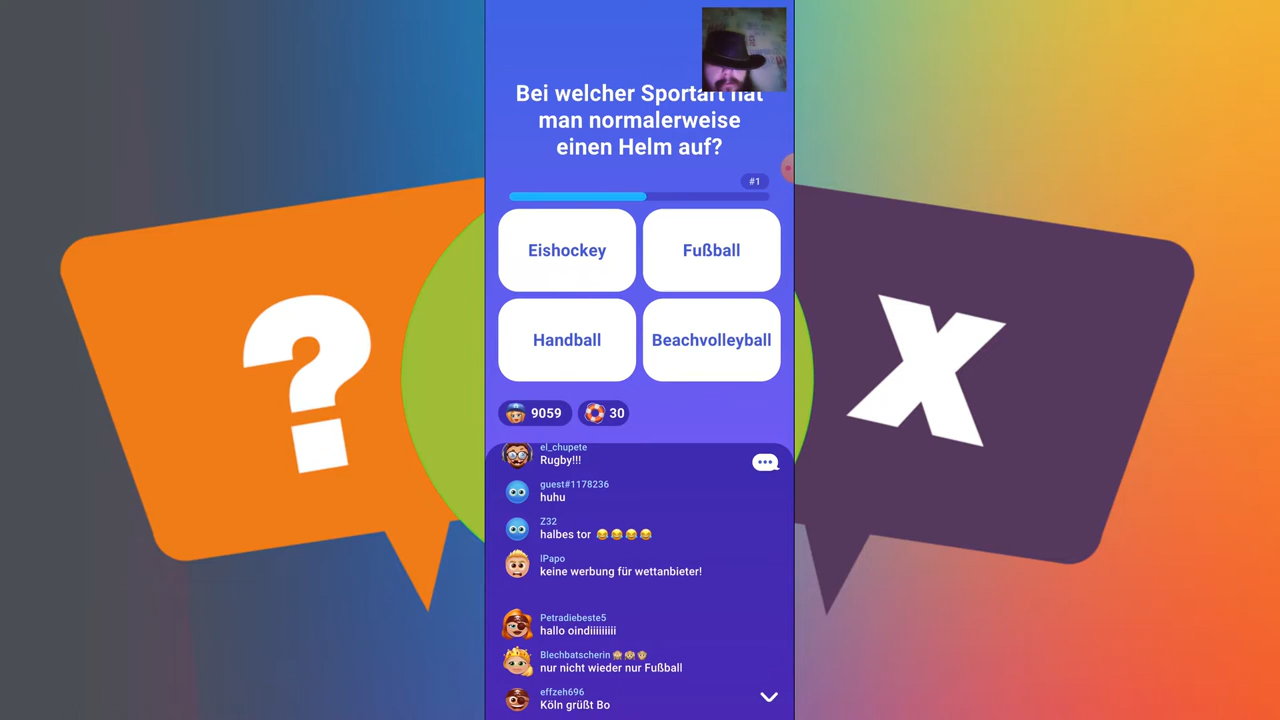 Bei welcher Sportart hat
man normalerweise
einen Helm auf?
#1
Eishockey
Fußball
Handball
Beachvolleyball
9059
30
el_chupete
Rugby!!!
guest#1178236
huhu
Z32
halbes tor 😂😂😂😂
IPapo
keine werbung für wettanbieter!
Petradiebeste5
hallo oindiiiiiiiii
Blechbatscherin
nur nicht wieder nur Fußball
effzeh696
Köln grüßt Bo
?
X